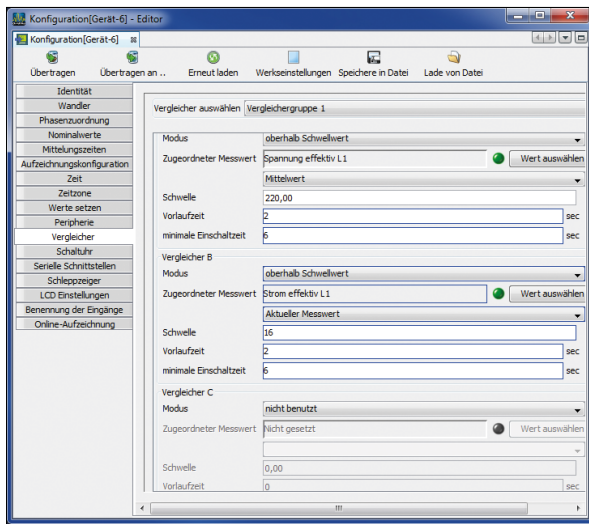 Konfiguration[Gerät-6] - Editor
Konfiguration[Gerät-6]
Übertragen Übertragen an .. Erneut laden Werkseinstellungen Speichere in Datei Lade von Datei
Identität
Wandler
Phasenzuordnung
Nominalwerte
Mittelungszeiten
Aufzeichnungskonfiguration
Zeit
Zeitzone
Werte setzen
Peripherie
Vergleicher
Schaltuhr
Serielle Schnittstellen
Schleppzeiger
LCD Einstellungen
Benennung der Eingänge
Online-Aufzeichnung
Vergleicher auswählen Vergleichergruppe 1
Modus oberhalb Schwellwert
Zugeordneter Messwert Spannung effektiv L1 Wert auswählen
Mittelwert
Schwelle 220,00
Vorlaufzeit 2 sec
minimale Einschaltzeit 6 sec
Vergleicher B
Modus oberhalb Schwellwert
Zugeordneter Messwert Strom effektiv L1 Wert auswählen
Aktueller Messwert
Schwelle 16
Vorlaufzeit 2 sec
minimale Einschaltzeit 6 sec
Vergleicher C
Modus nicht benutzt
Zugeordneter Messwert Nicht gesetzt Wert auswählen
Schwelle 0,00
Vorlaufzeit 0 sec